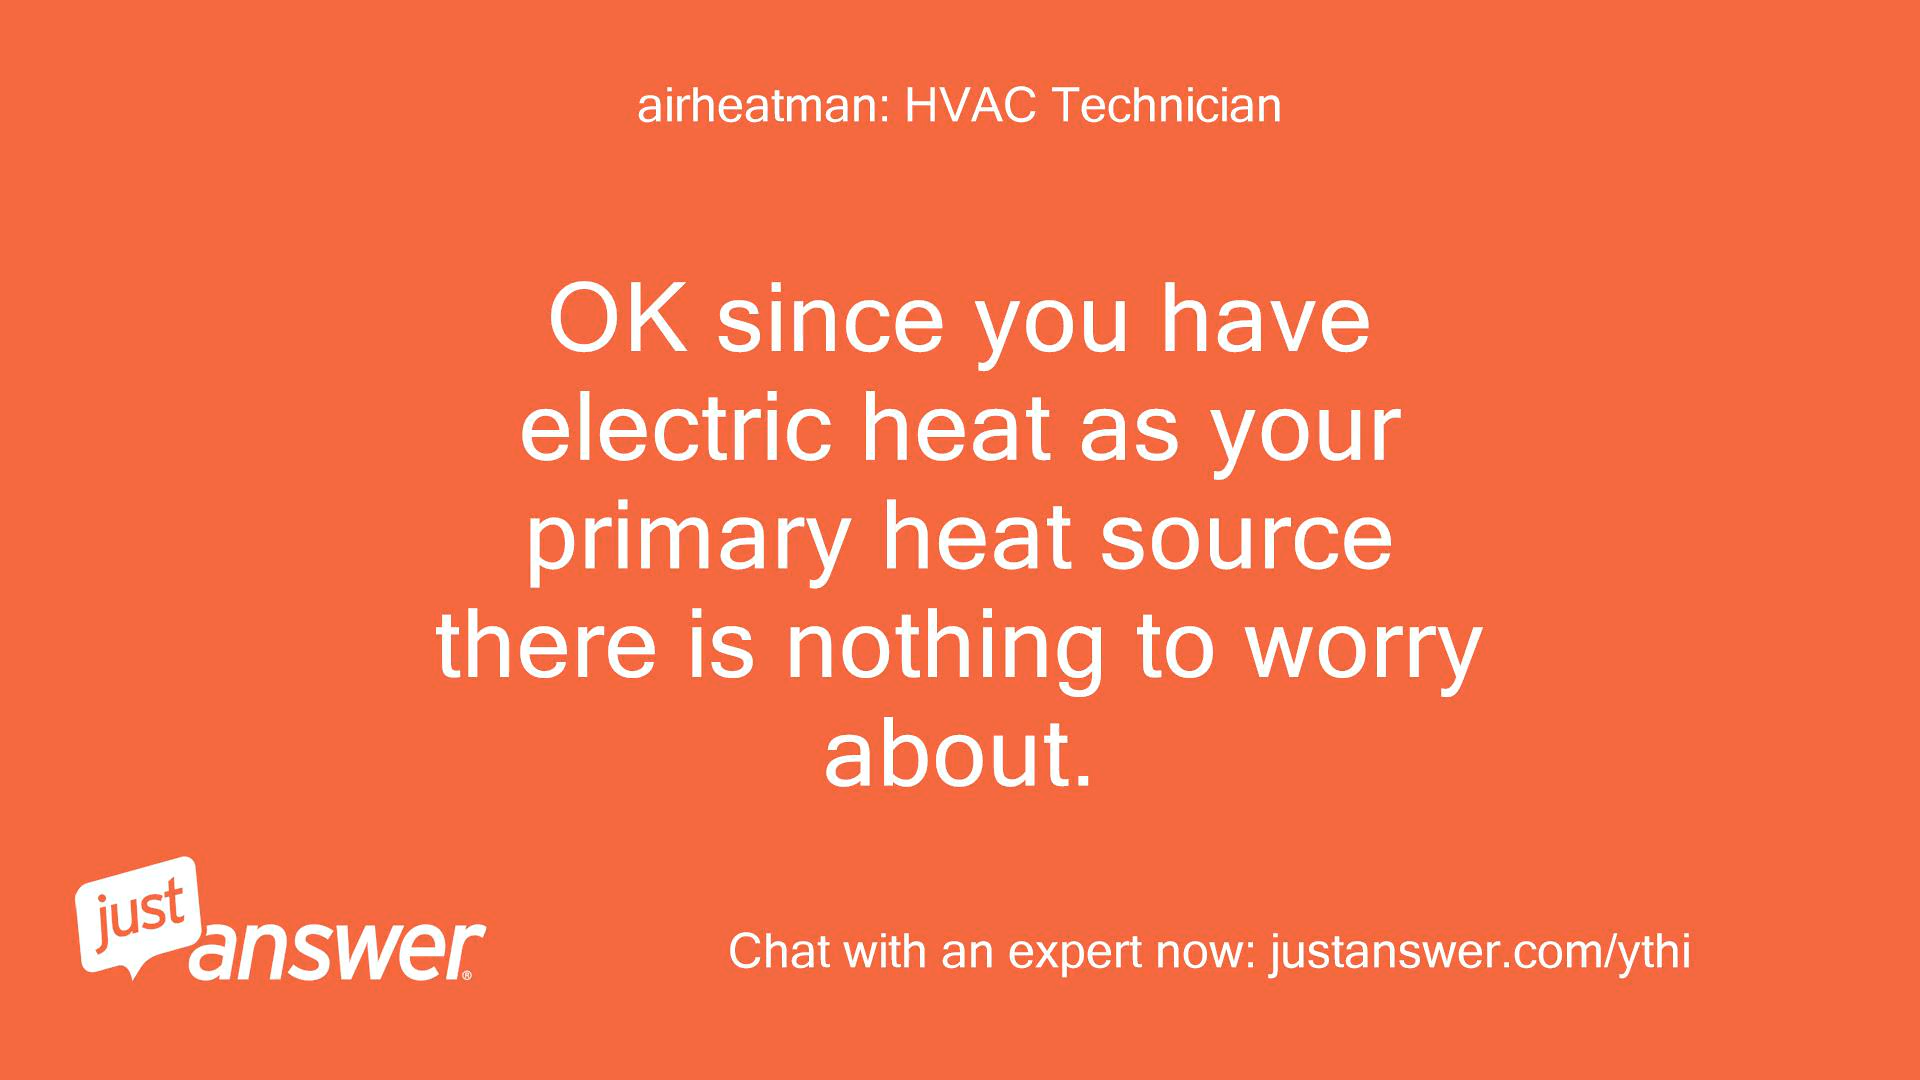 airheatman: HVAC Technician
OK since you have
electric heat as your
primary heat source
there is nothing to worry
about.
just
answer®
Chat with an expert now: justanswer.com/ythi